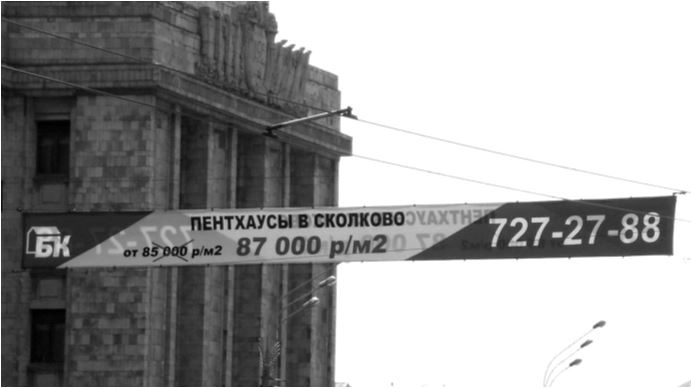 БК
ПЕНТХАУСЫ В СКОЛКОВО
от 85 000 р/м2 87 000 р/м2
727-27-88